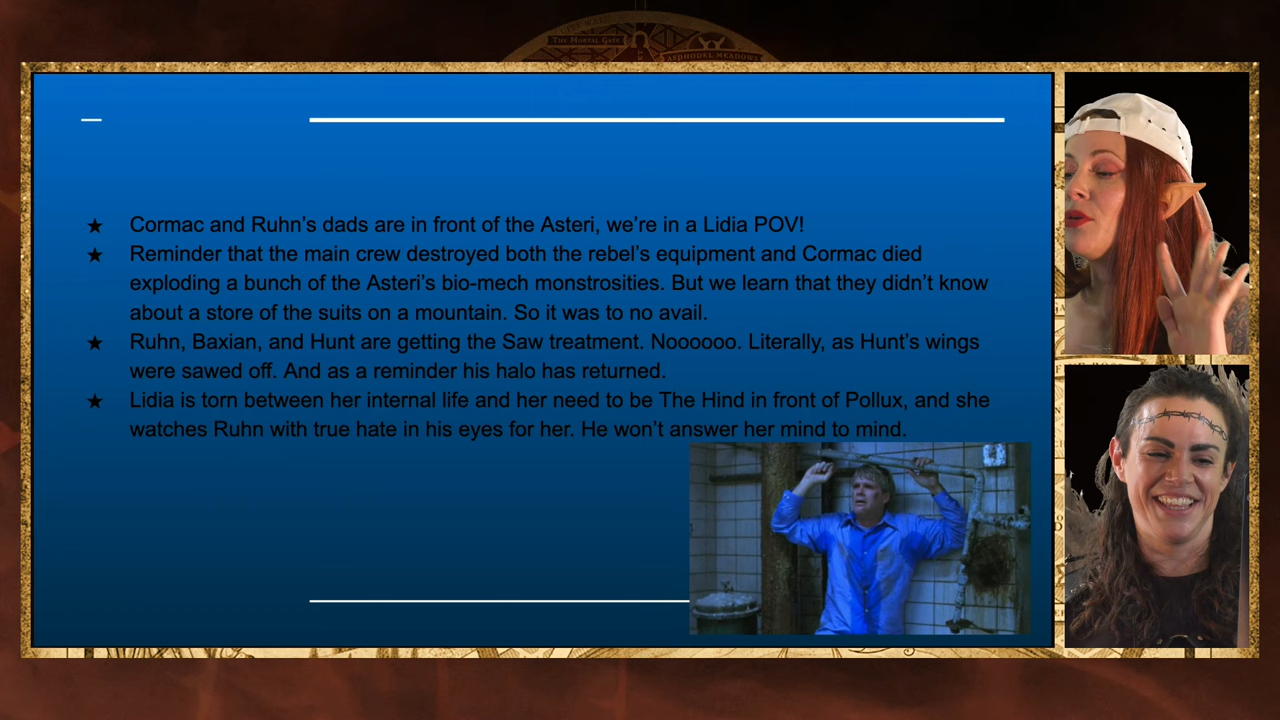 THE MORTAL GATE
ASPHODEL MEADOWS
★ Cormac and Ruhn’s dads are in front of the Asteri, we’re in a Lidia POV!
★ Reminder that the main crew destroyed both the rebel’s equipment and Cormac died
exploding a bunch of the Asteri’s bio-mech monstrosities. But we learn that they didn’t know
about a store of the suits on a mountain. So it was to no avail.
★ Ruhn, Baxian, and Hunt are getting the Saw treatment. Noooooo. Literally, as Hunt’s wings
were sawed off. And as a reminder his halo has returned.
★ Lidia is torn between her internal life and her need to be The Hind in front of Pollux, and she
watches Ruhn with true hate in his eyes for her. He won’t answer her mind to mind.